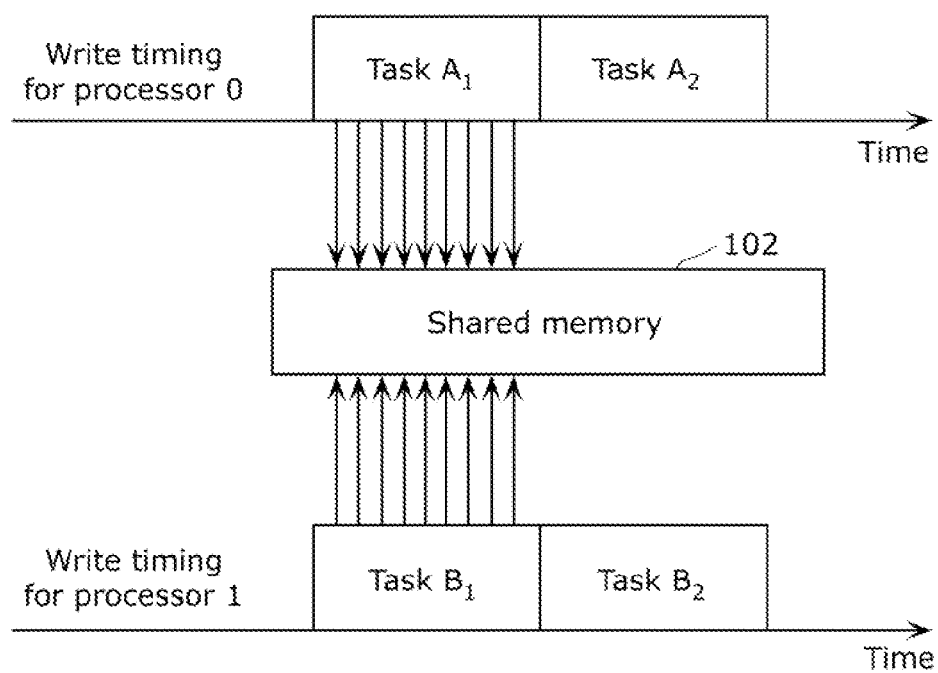 Write timing
for processor 0
Task A₁
Task A₂
Time
102
Shared memory
Write timing
for processor 1
Task B₁
Task B₂
Time